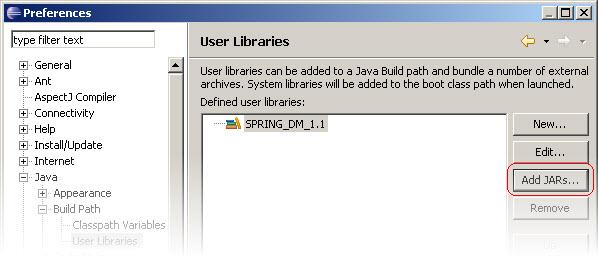 Preferences
type filter text
General
Ant
AspectJ Compiler
Connectivity
Help
Install/Update
Internet
Java
Appearance
Build Path
Classpath Variables
User Libraries
User Libraries
User libraries can be added to a Java Build path and bundle a number of external
archives. System libraries will be added to the boot class path when launched.
Defined user libraries:
SPRING_DM_1.1
New...
Edit...
Add JARs...
Remove
Up